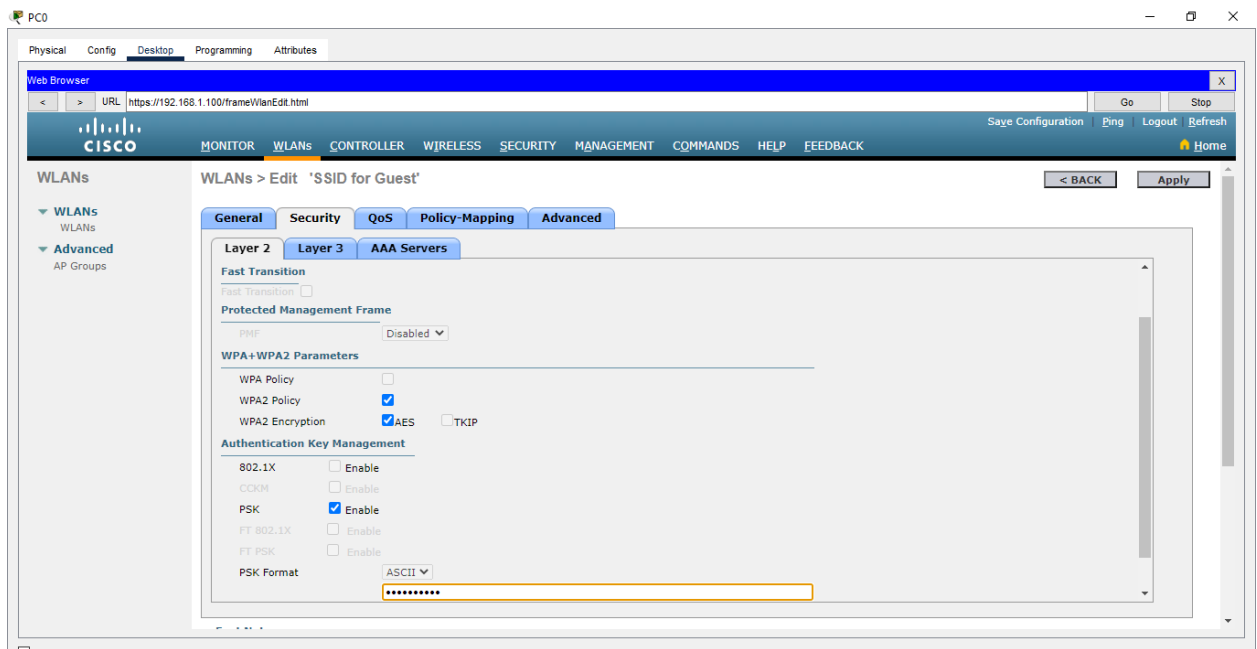 PC0
Physical Config Desktop Programming Attributes
Web Browser X
< > URL https://192.168.1.100/frameWlanEdit.html Go Stop
Save Configuration Ping Logout Refresh
CISCO MONITOR WLANs CONTROLLER WIRELESS SECURITY MANAGEMENT COMMANDS HELP FEEDBACK Home
WLANs
WLANs > Edit 'SSID for Guest' < BACK Apply
WLANs
WLANs
Advanced
AP Groups
General Security QoS Policy-Mapping Advanced
Layer 2 Layer 3 AAA Servers
Fast Transition
Fast Transition
Protected Management Frame
PMF Disabled
WPA+WPA2 Parameters
WPA Policy
WPA2 Policy
WPA2 Encryption AES TKIP
Authentication Key Management
802.1X Enable
CCKM Enable
PSK Enable
FT 802.1X Enable
FT PSK Enable
PSK Format ASCII
••••••••••